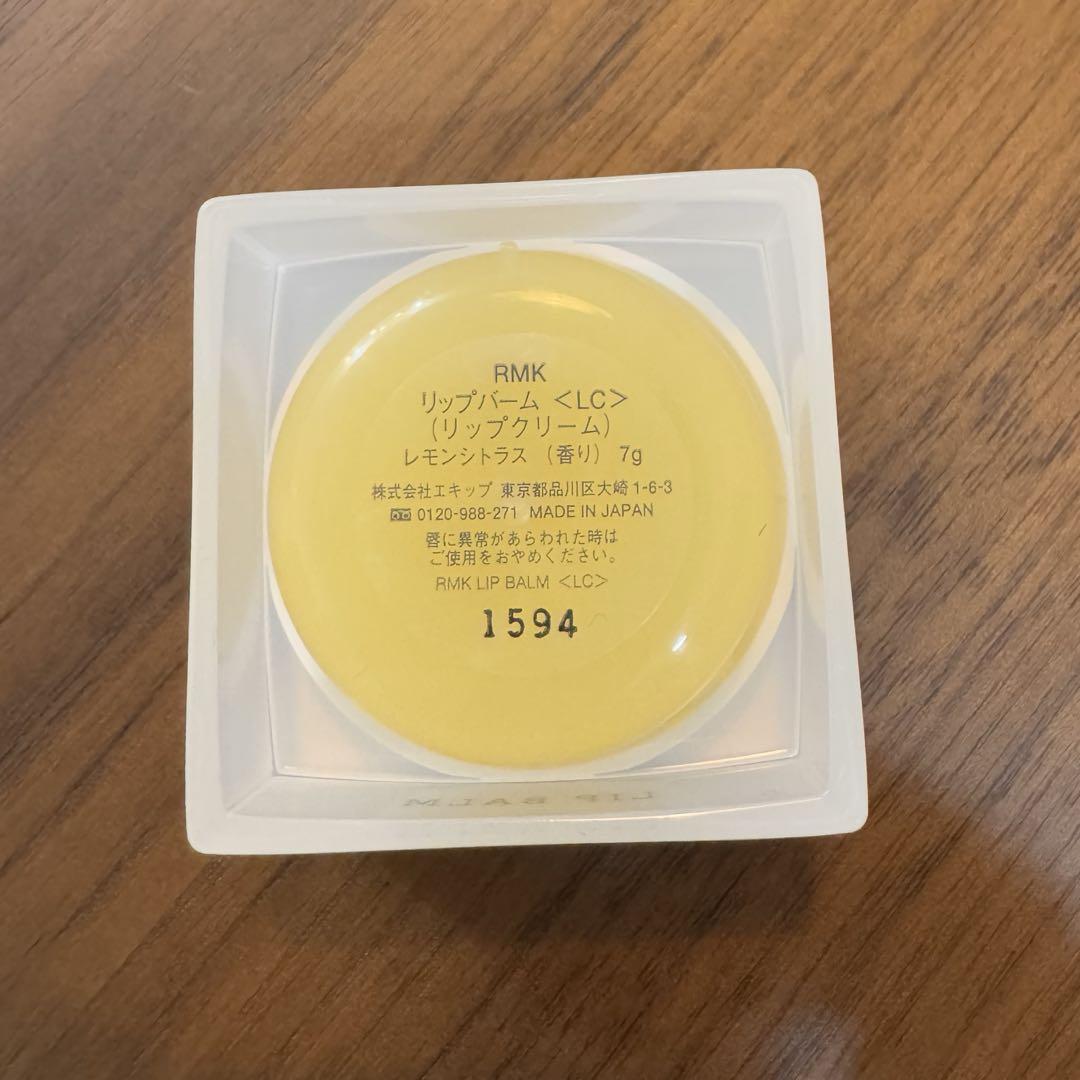 RMK
リップバーム <LC>
(リップクリーム)
レモンシトラス (香り) 7g
株式会社エキップ 東京都品川区大崎1-6-3
0120-988-271 MADE IN JAPAN
唇に異常があらわれた時は
ご使用をおやめください。
RMK LIP BALM <LC>
1594
LIP BALM